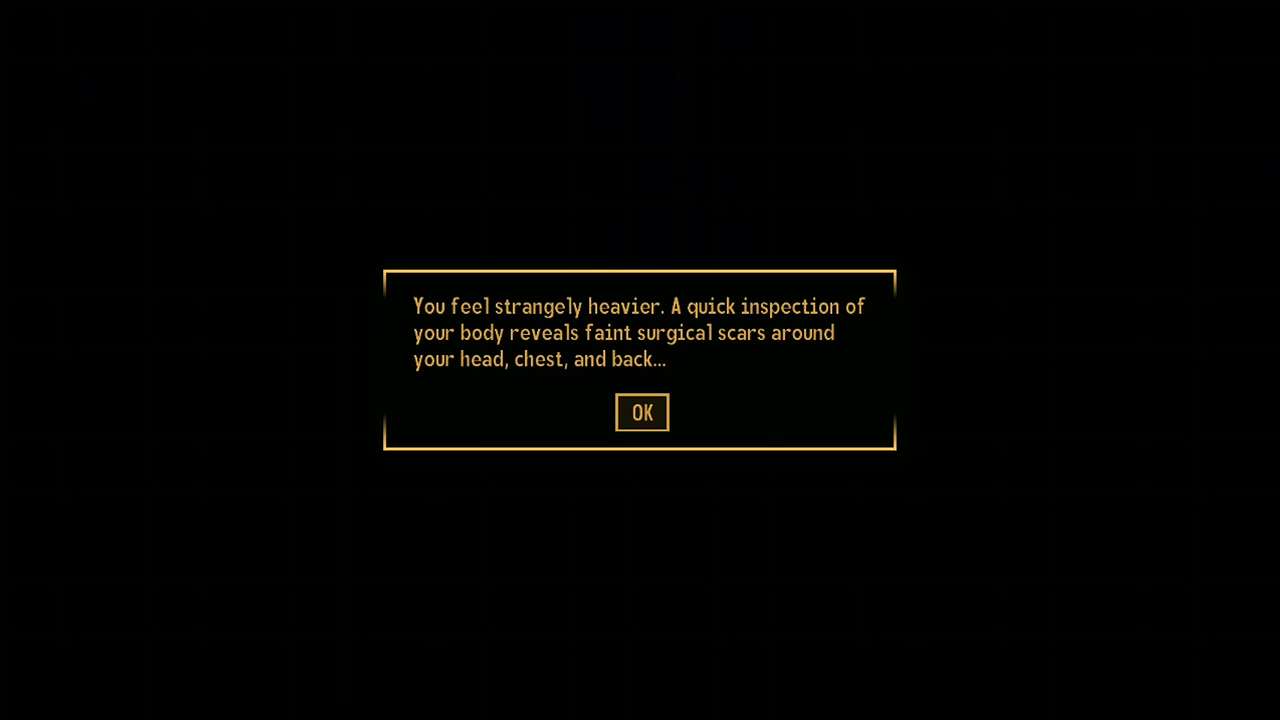 You feel strangely heavier. A quick inspection of
your body reveals faint surgical scars around
your head, chest, and back...
OK